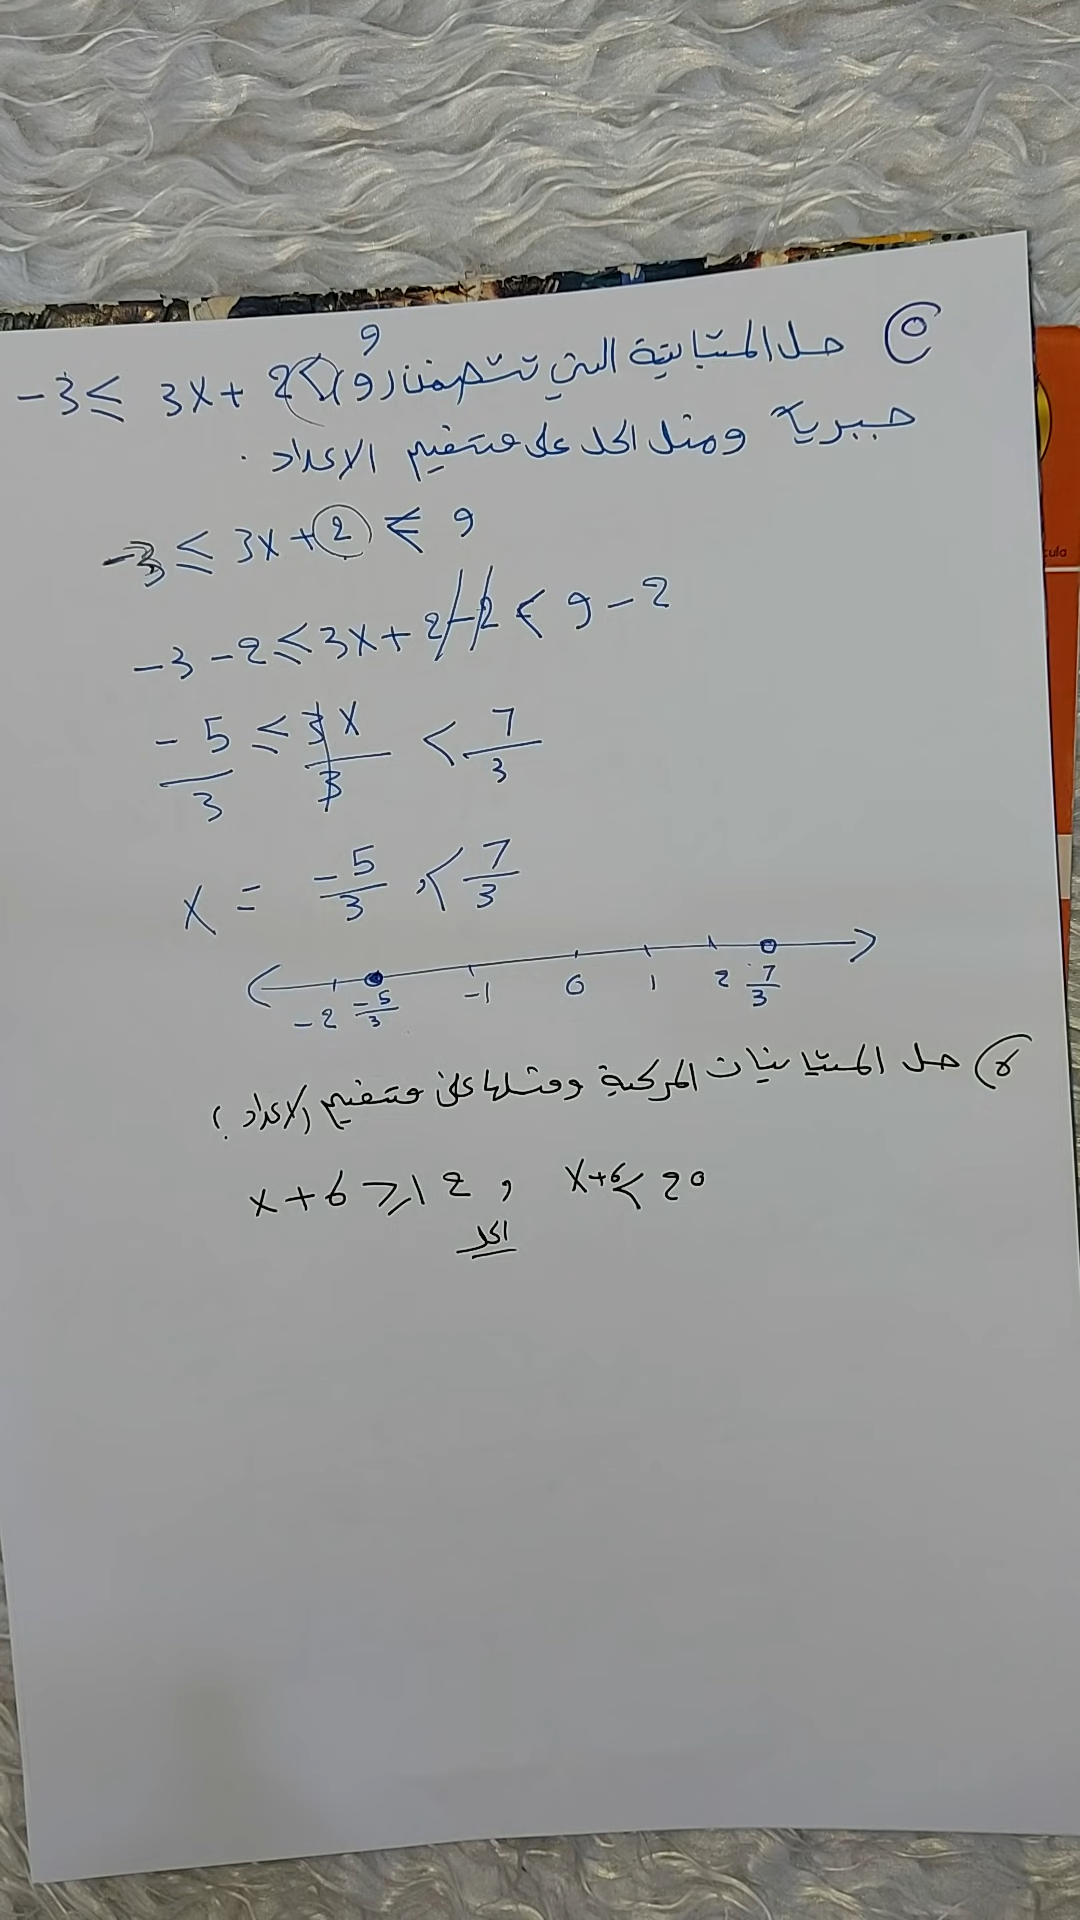 ٥) حل المتباينة التي تتضمن (و) -3 ≤ 3x + 2 < 9
جبرياً ومثل الحل على مستقيم الاعداد .
-3 ≤ 3x + 2 ≤ 9
-3 - 2 ≤ 3x + 2 - 2 < 9 - 2
-5/3 ≤ 3x/3 < 7/3
x = -5/3 , < 7/3
-2 -5/3 -1 0 1 2 7/3
حل المتباينات المركبة ومثلها على مستقيم الاعداد ؟
x + 6 ≥ 12 , x + 6 < 20
الحل
cula